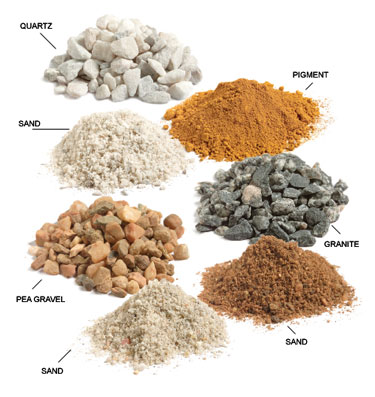 QUARTZ
PIGMENT
SAND
GRANITE
PEA GRAVEL
SAND
SAND